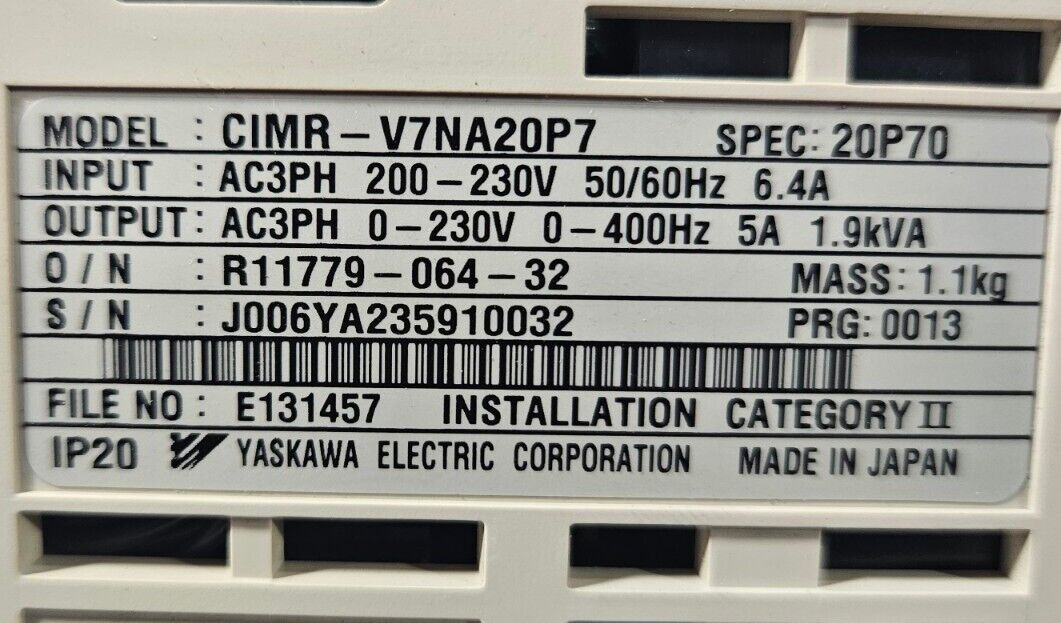 MODEL : CIMR-V7NA20P7 SPEC: 20P70
INPUT : AC3PH 200-230V 50/60Hz 6.4A
OUTPUT: AC3PH 0-230V 0-400Hz 5A 1.9kVA
O/N : R11779-064-32 MASS: 1.1kg
S/N : J006YA235910032 PRG: 0013
FILE NO : E131457 INSTALLATION CATEGORY II
IP20 YASKAWA ELECTRIC CORPORATION MADE IN JAPAN